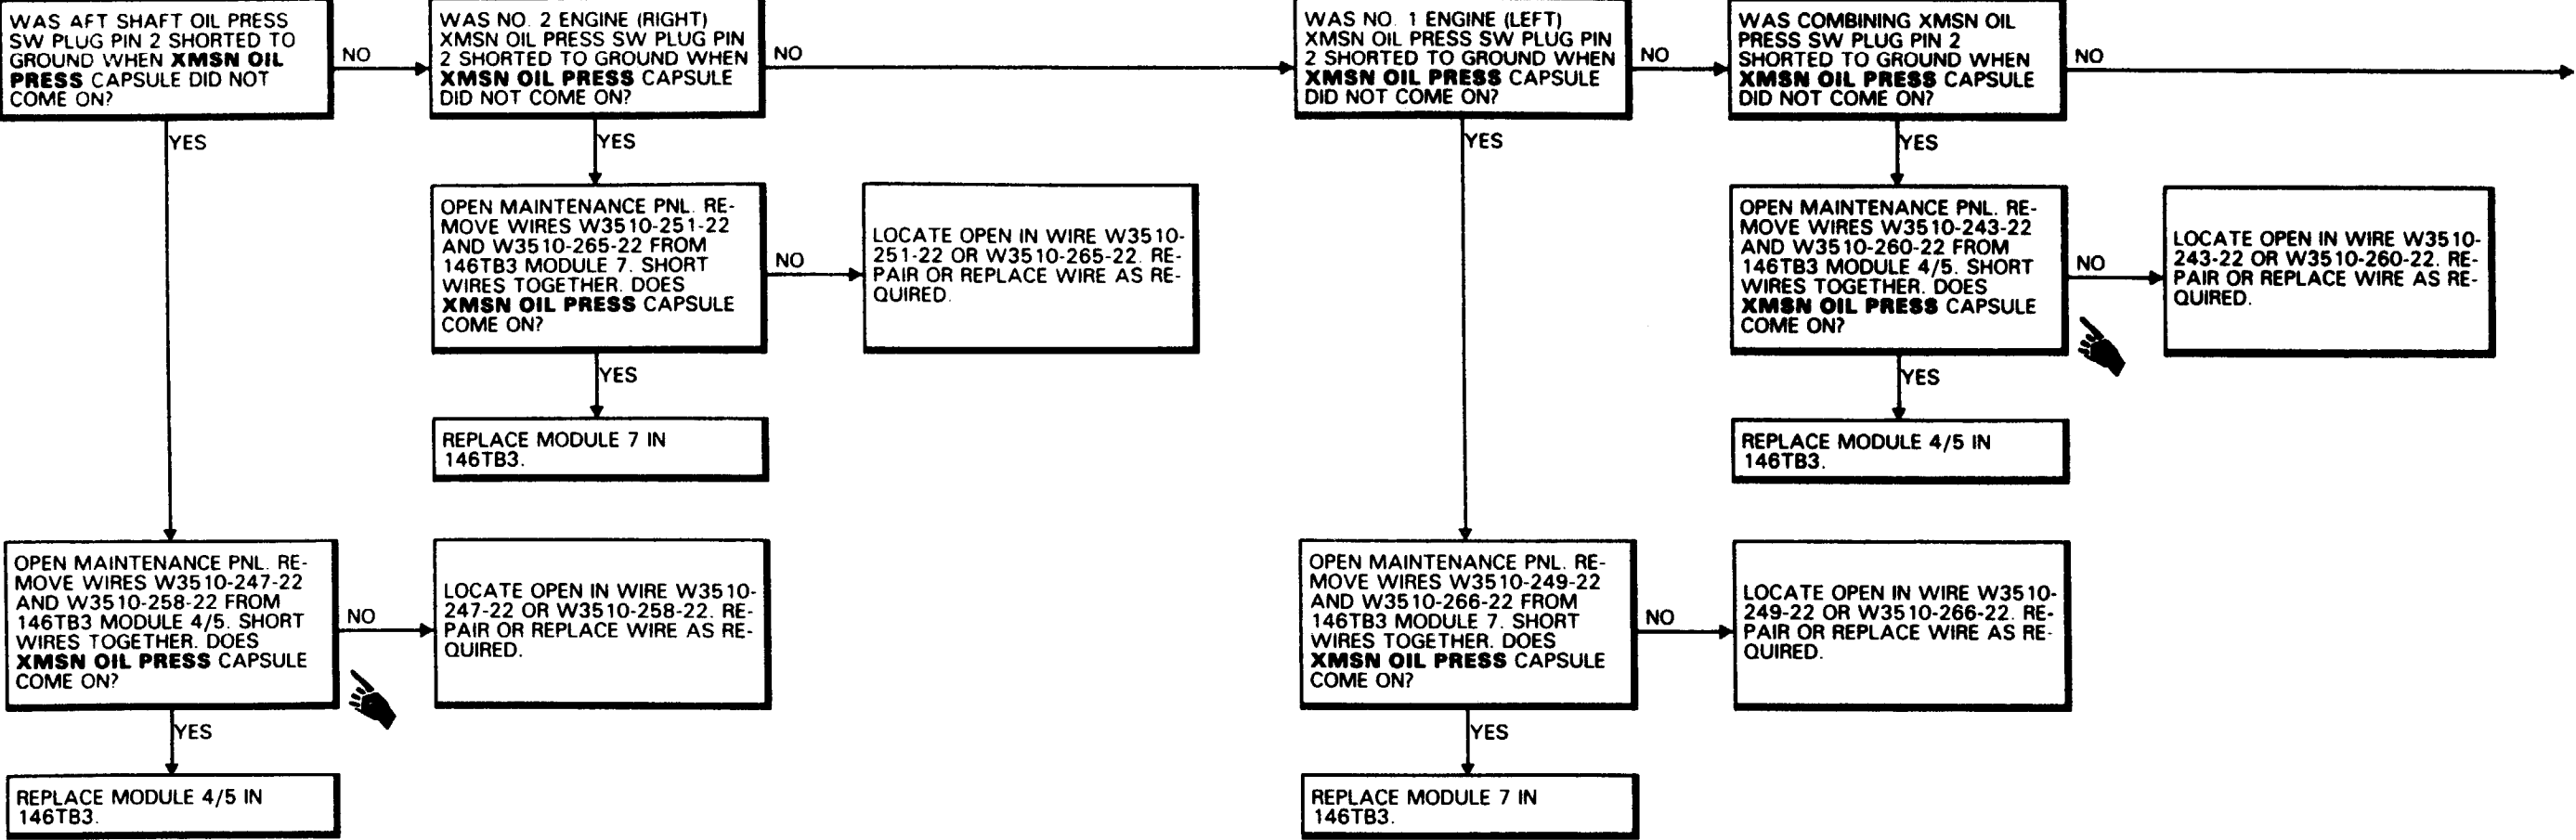 WAS AFT SHAFT OIL PRESS
SW PLUG PIN 2 SHORTED TO
GROUND WHEN XMSN OIL
PRESS CAPSULE DID NOT
COME ON?
NO
WAS NO. 2 ENGINE (RIGHT)
XMSN OIL PRESS SW PLUG PIN
2 SHORTED TO GROUND WHEN
XMSN OIL PRESS CAPSULE
DID NOT COME ON?
NO
WAS NO. 1 ENGINE (LEFT)
XMSN OIL PRESS SW PLUG PIN
2 SHORTED TO GROUND WHEN
XMSN OIL PRESS CAPSULE
DID NOT COME ON?
NO
WAS COMBINING XMSN OIL
PRESS SW PLUG PIN 2
SHORTED TO GROUND WHEN
XMSN OIL PRESS CAPSULE
DID NOT COME ON?
NO
YES
YES
YES
YES
OPEN MAINTENANCE PNL. RE-
MOVE WIRES W3510-251-22
AND W3510-265-22 FROM
146TB3 MODULE 7. SHORT
WIRES TOGETHER. DOES
XMSN OIL PRESS CAPSULE
COME ON?
NO
LOCATE OPEN IN WIRE W3510-
251-22 OR W3510-265-22. RE-
PAIR OR REPLACE WIRE AS RE-
QUIRED.
OPEN MAINTENANCE PNL. RE-
MOVE WIRES W3510-243-22
AND W3510-260-22 FROM
146TB3 MODULE 4/5. SHORT
WIRES TOGETHER. DOES
XMSN OIL PRESS CAPSULE
COME ON?
NO
LOCATE OPEN IN WIRE W3510-
243-22 OR W3510-260-22. RE-
PAIR OR REPLACE WIRE AS RE-
QUIRED.
YES
YES
REPLACE MODULE 7 IN
146TB3.
REPLACE MODULE 4/5 IN
146TB3.
OPEN MAINTENANCE PNL. RE-
MOVE WIRES W3510-247-22
AND W3510-258-22 FROM
146TB3 MODULE 4/5. SHORT
WIRES TOGETHER. DOES
XMSN OIL PRESS CAPSULE
COME ON?
NO
LOCATE OPEN IN WIRE W3510-
247-22 OR W3510-258-22. RE-
PAIR OR REPLACE WIRE AS RE-
QUIRED.
OPEN MAINTENANCE PNL. RE-
MOVE WIRES W3510-249-22
AND W3510-266-22 FROM
146TB3 MODULE 7. SHORT
WIRES TOGETHER. DOES
XMSN OIL PRESS CAPSULE
COME ON?
NO
LOCATE OPEN IN WIRE W3510-
249-22 OR W3510-266-22. RE-
PAIR OR REPLACE WIRE AS RE-
QUIRED.
YES
YES
REPLACE MODULE 4/5 IN
146TB3.
REPLACE MODULE 7 IN
146TB3.